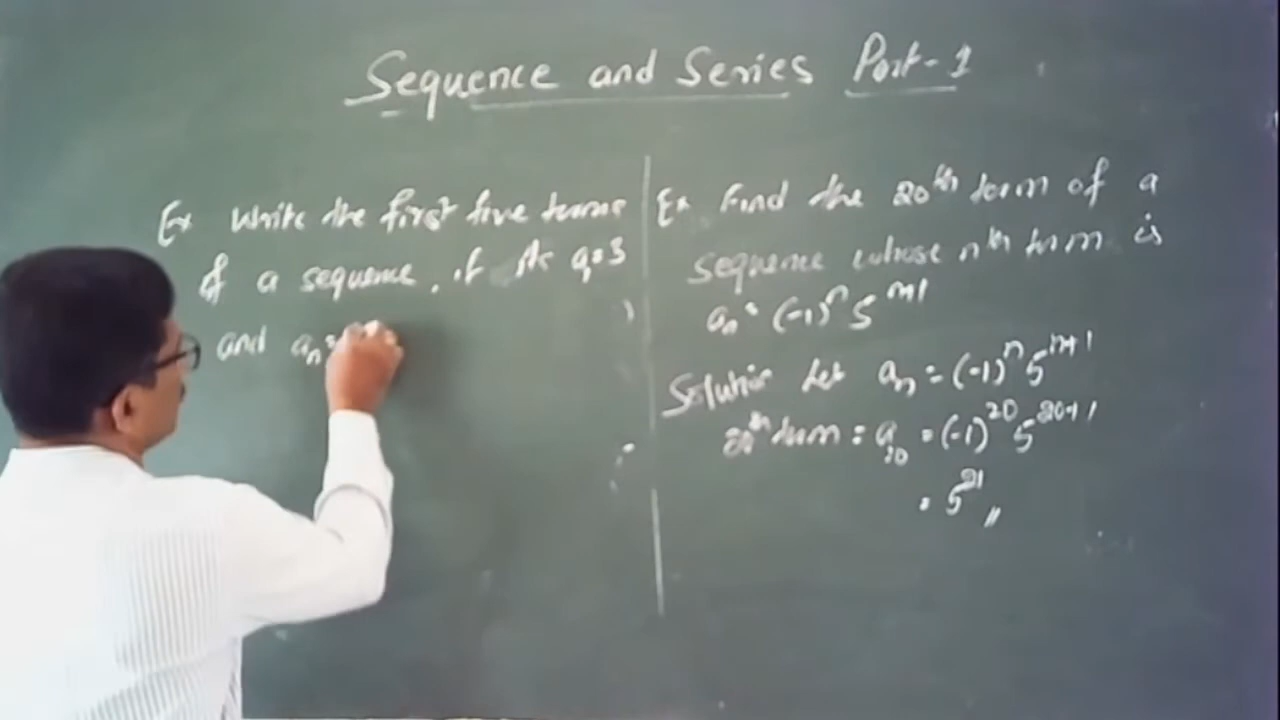 Sequence and Series Part-1
Ex Write the first five terms
of a sequence, if its a₁=3
and aₙ=
Ex Find the 20th term of a
sequence whose nth term is
aₙ = (-1)ⁿ 5ⁿ⁺¹
Solution Let aₙ = (-1)ⁿ 5ⁿ⁺¹
20th term = a₂₀ = (-1)²⁰ 5²⁰⁺¹
= 5²¹ //